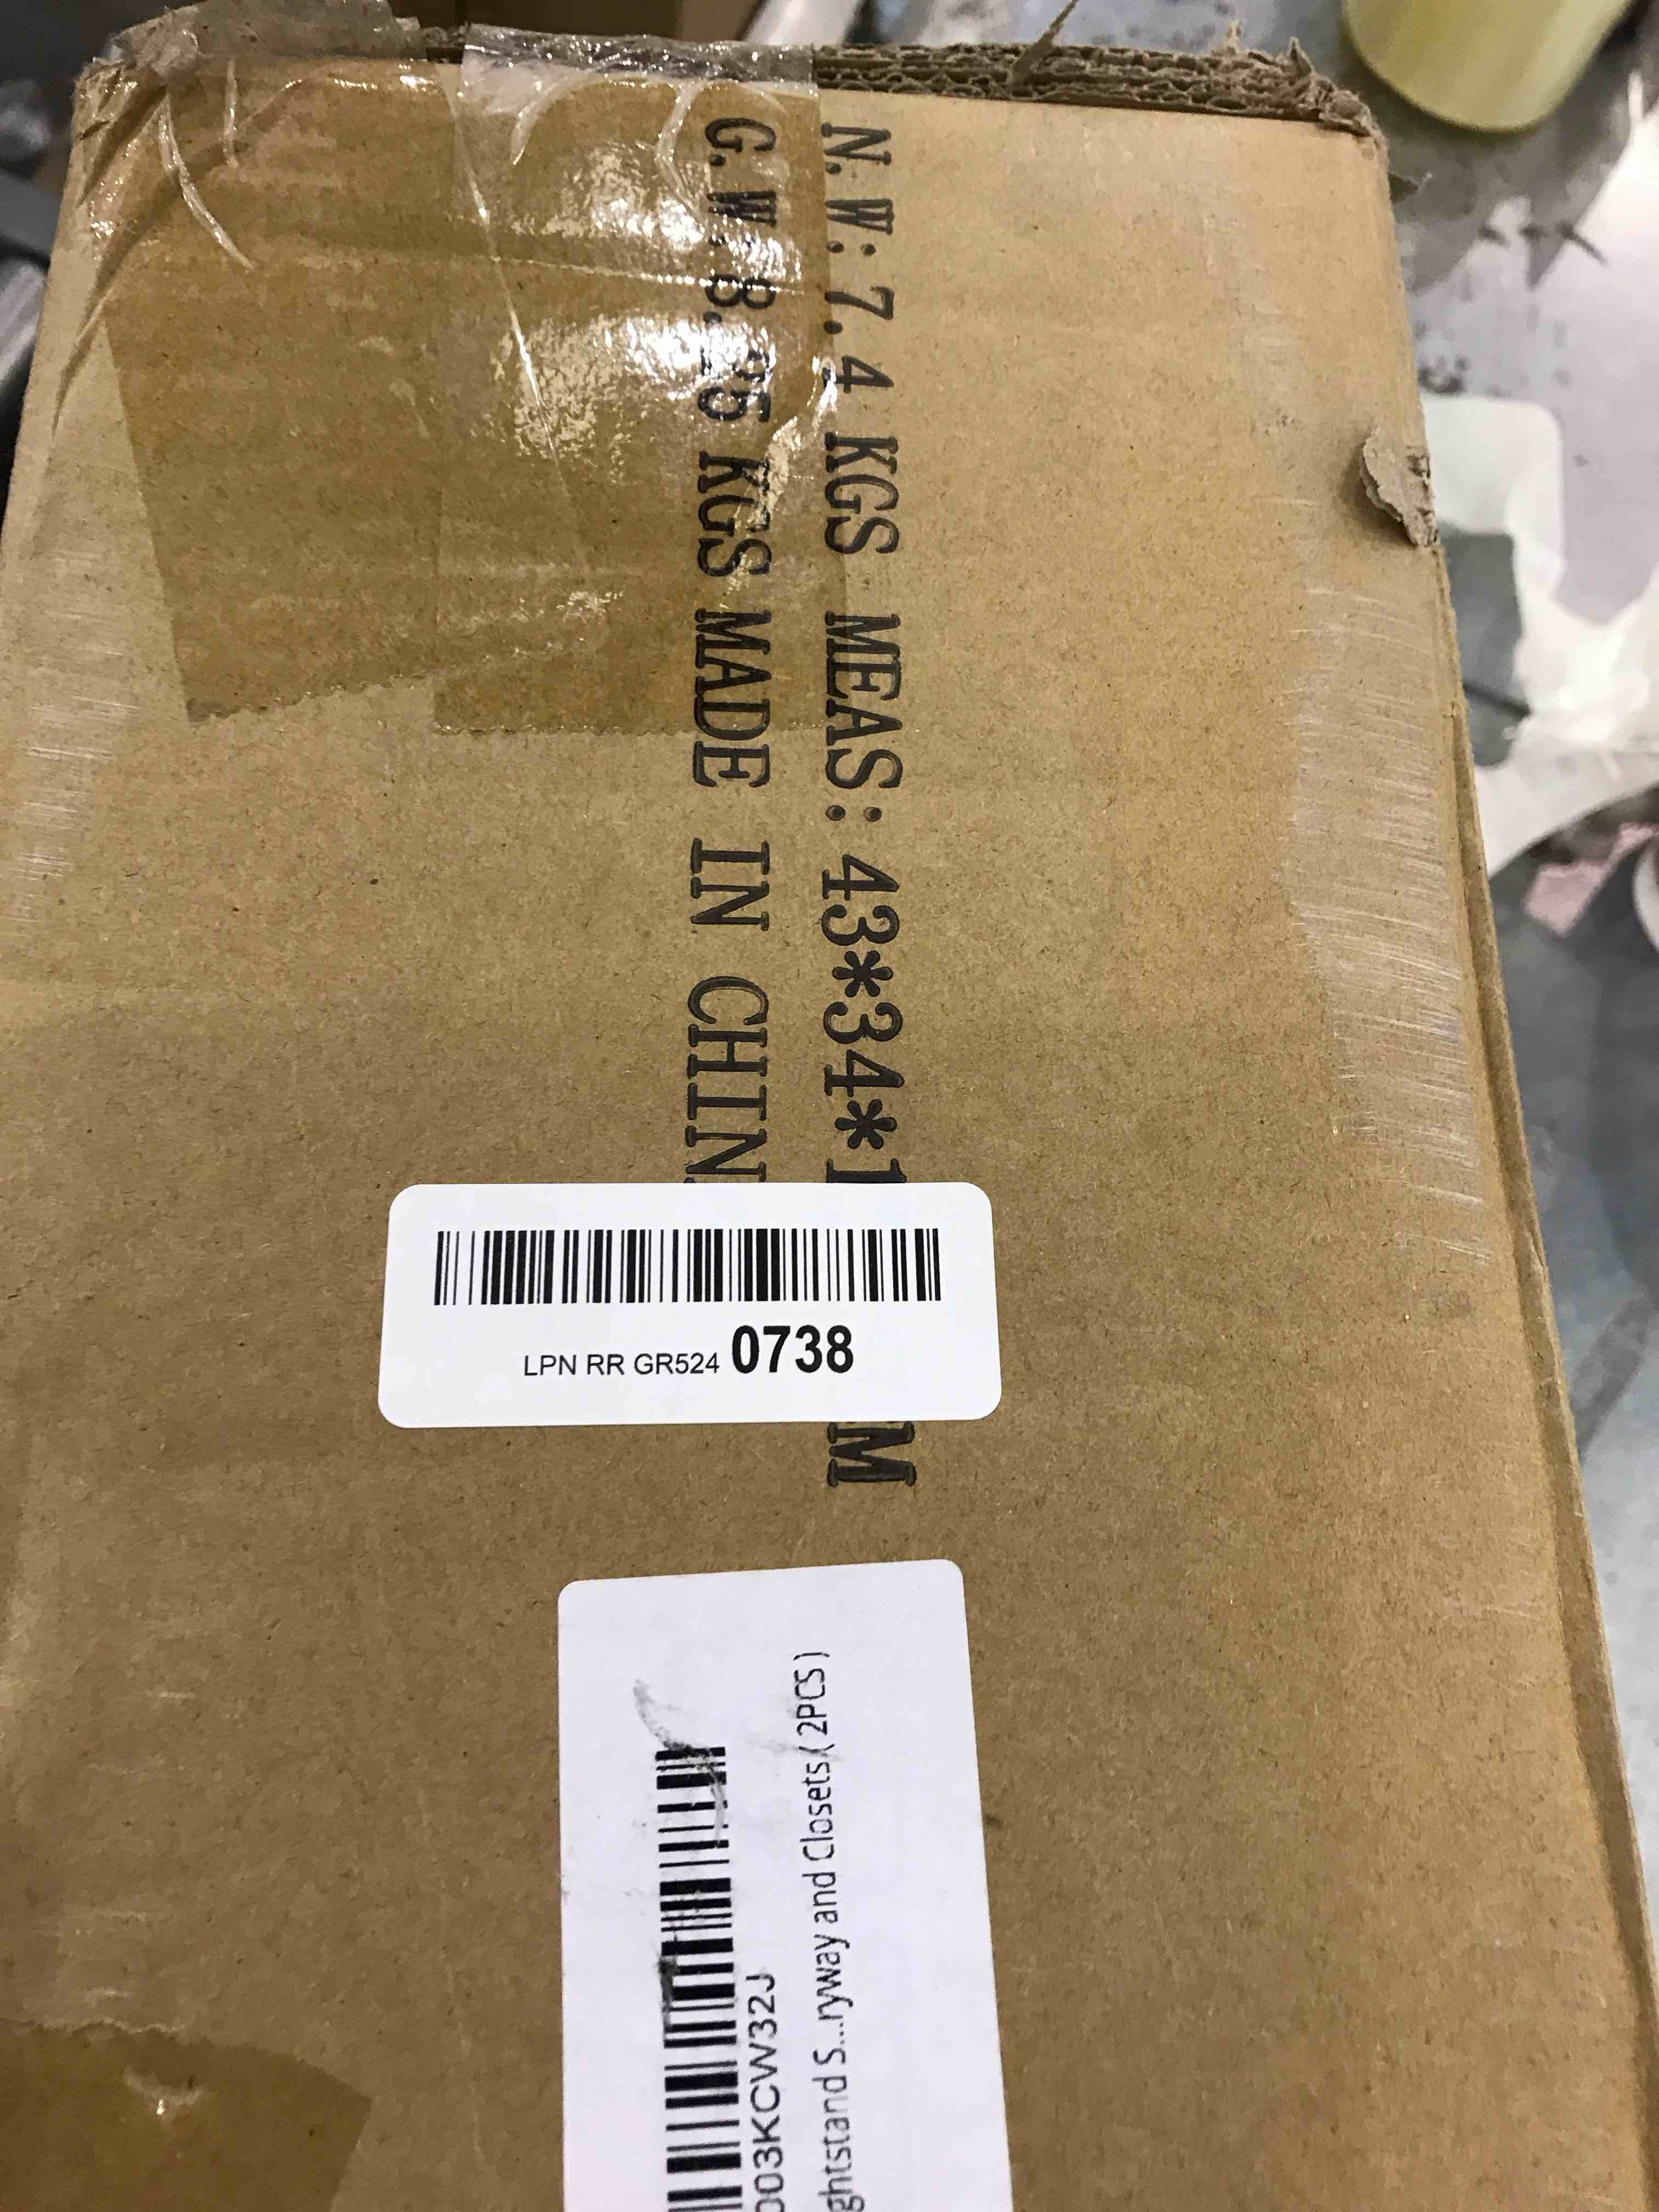 N.W:7.4 KGS MEAS:43*34*1
M
G.W:8.25 KGS MADE IN CHIN
LPN RR GR524 0738
003KCW32J
ghtstand S...ryway and Closets(2PCS)